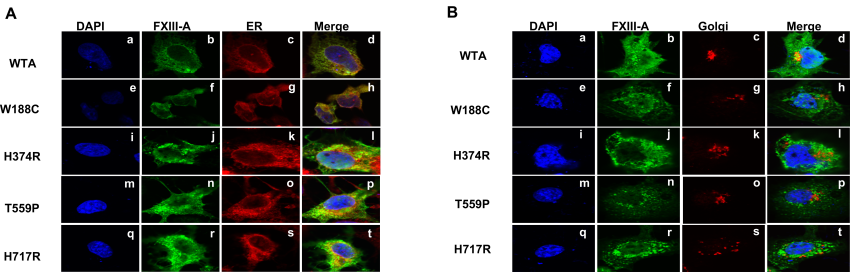 A
DAPI FXIII-A ER Merge
WTA a b c d
W188C e f g h
H374R i j k l
T559P m n o p
H717R q r s t
B
DAPI FXIII-A Golgi Merge
WTA a b c d
W188C e f g h
H374R i j k l
T559P m n o p
H717R q r s t